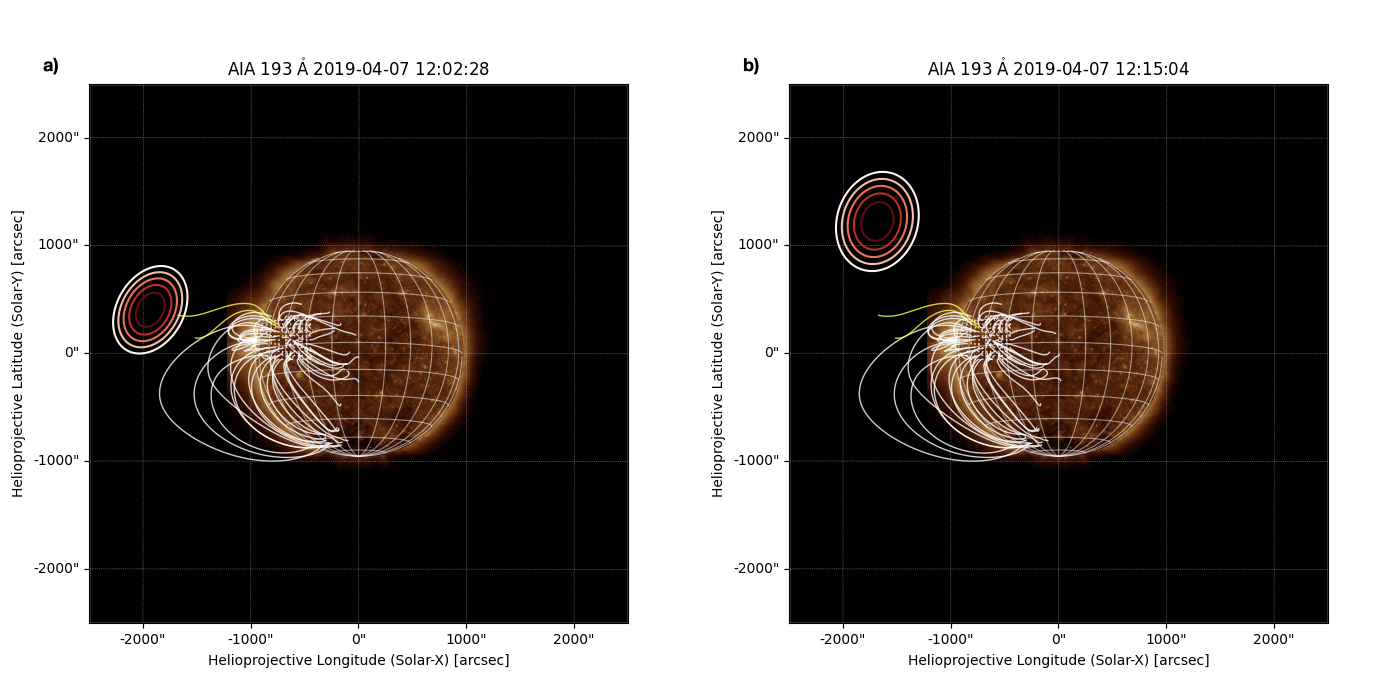 a)
AIA 193 Å 2019-04-07 12:02:28
2000"
1000"
0"
-1000"
-2000"
Helioprojective Latitude (Solar-Y) [arcsec]
-2000"
-1000"
0"
1000"
2000"
Helioprojective Longitude (Solar-X) [arcsec]
b)
AIA 193 Å 2019-04-07 12:15:04
2000"
1000"
0"
-1000"
-2000"
Helioprojective Latitude (Solar-Y) [arcsec]
-2000"
-1000"
0"
1000"
2000"
Helioprojective Longitude (Solar-X) [arcsec]